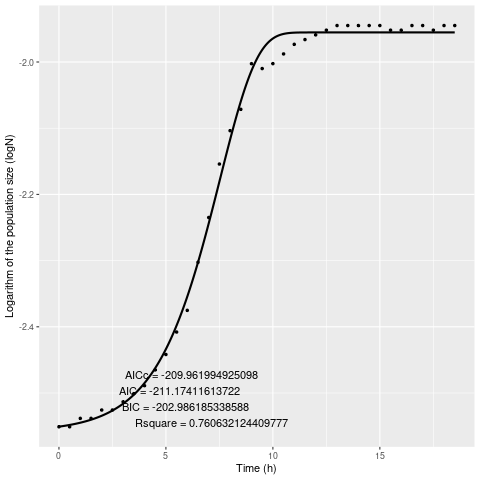 Logarithm of the population size (logN)
-2.0
-2.2
-2.4
AICc = -209.961994925098
AIC = -211.17411613722
BIC = -202.986185338588
Rsquare = 0.760632124409777
0 5 10 15
Time (h)